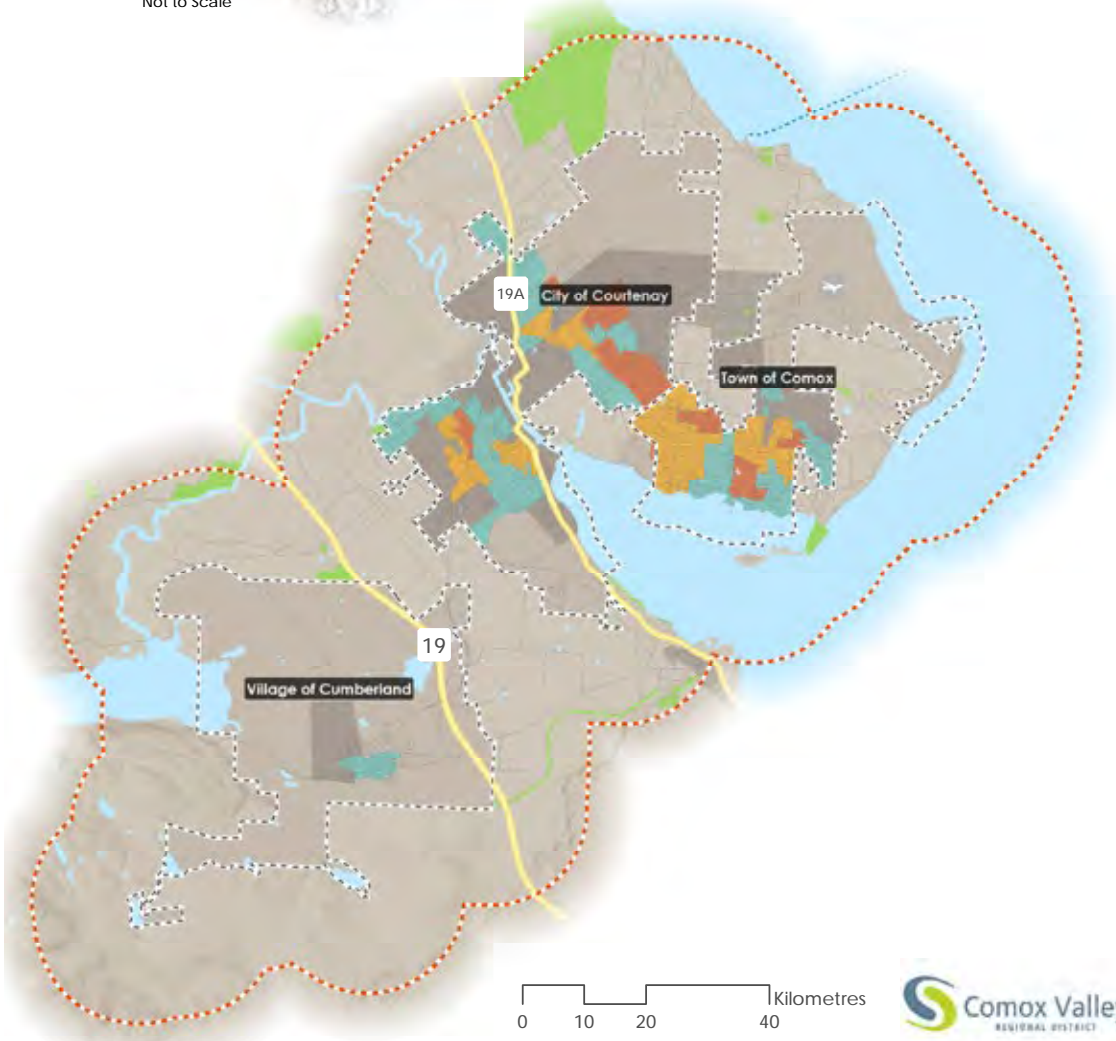 Not to Scale
19A
City of Courtenay
Town of Comox
19
Village of Cumberland
Kilometres
0 10 20 40
Comox Valle
REGIONAL DISTRICT